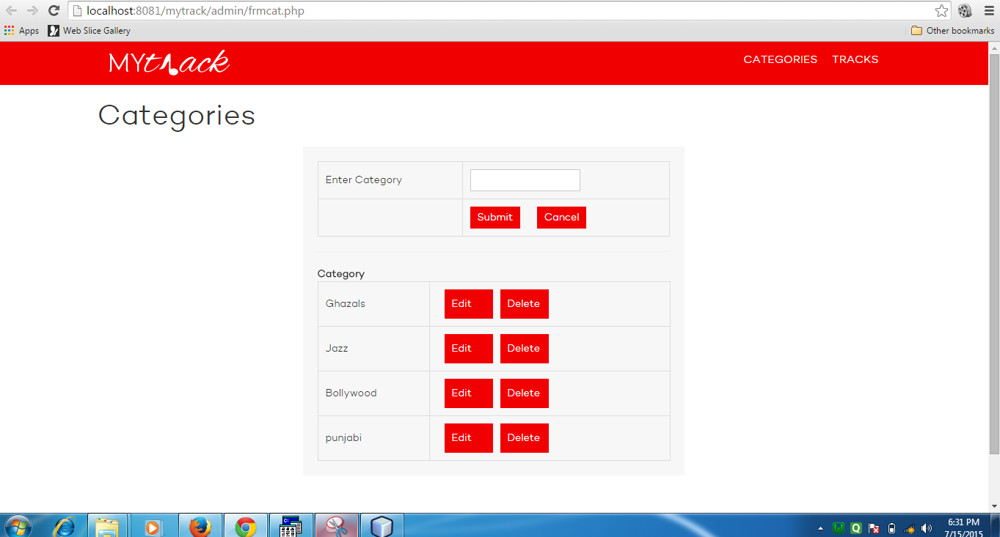 localhost:8081/mytrack/admin/frmcat.php
Apps Web Slice Gallery Other bookmarks
MYtrack CATEGORIES TRACKS
Categories
Enter Category
Submit Cancel
Category
Ghazals Edit Delete
Jazz Edit Delete
Bollywood Edit Delete
punjabi Edit Delete
6:31 PM
7/15/2015